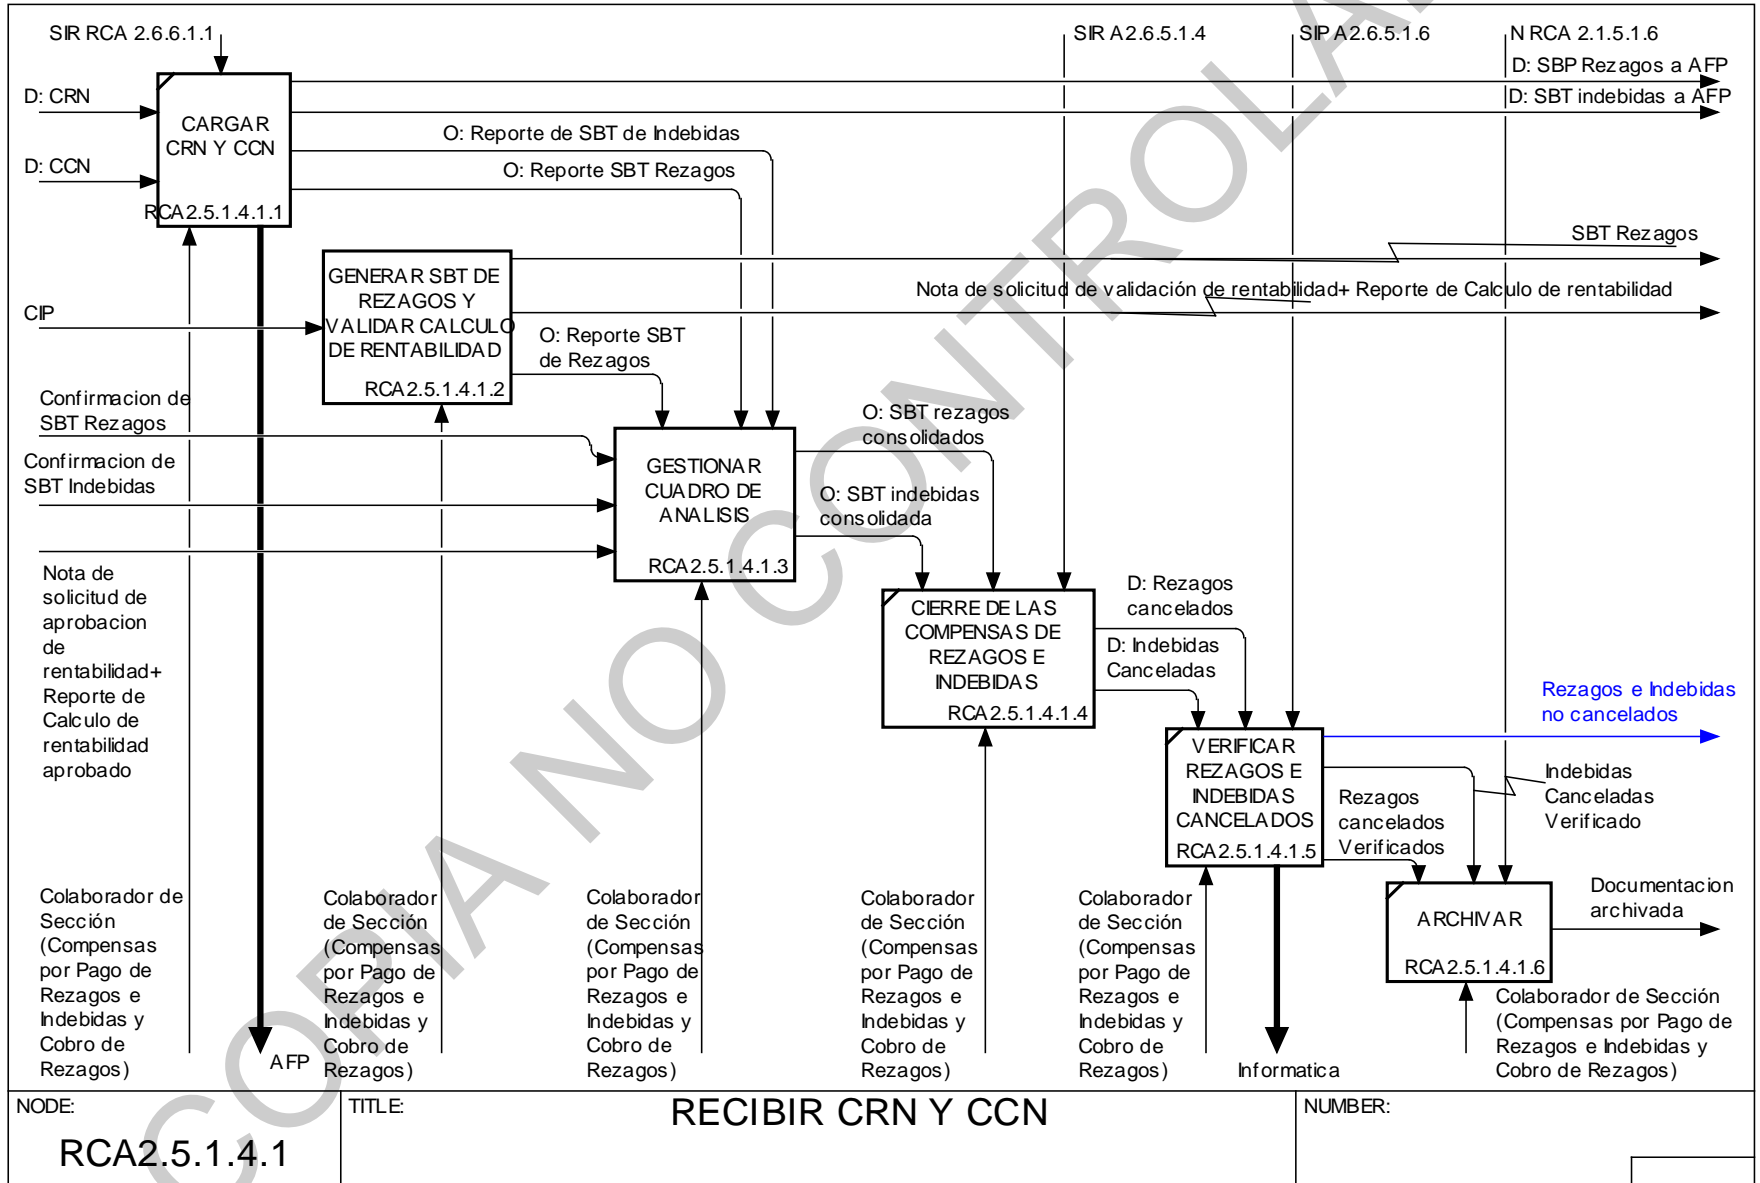 SIR RCA 2.6.6.1.1
SIR A2.6.5.1.4
SIP A2.6.5.1.6
N RCA 2.1.5.1.6
D: SBP Rezagos a AFP
D: SBT indebidas a AFP
D: CRN
D: CCN
CARGAR
CRN Y CCN
RCA2.5.1.4.1.1
O: Reporte de SBT de Indebidas
O: Reporte SBT Rezagos
SBT Rezagos
Nota de solicitud de validación de rentabilidad+ Reporte de Calculo de rentabilidad
CIP
GENERAR SBT DE
REZAGOS Y
VALIDAR CALCULO
DE RENTABILIDAD
RCA2.5.1.4.1.2
O: Reporte SBT
de Rezagos
Confirmacion de
SBT Rezagos
Confirmacion de
SBT Indebidas
GESTIONAR
CUADRO DE
ANALISIS
RCA2.5.1.4.1.3
O: SBT rezagos
consolidados
O: SBT indebidas
consolidada
Nota de
solicitud de
aprobacion
de
rentabilidad+
Reporte de
Calculo de
rentabilidad
aprobado
CIERRE DE LAS
COMPENSAS DE
REZAGOS E
INDEBIDAS
RCA2.5.1.4.1.4
D: Rezagos
cancelados
D: Indebidas
Canceladas
Rezagos e Indebidas
no cancelados
VERIFICAR
REZAGOS E
INDEBIDAS
CANCELADOS
RCA2.5.1.4.1.5
Indebidas
Canceladas
Verificado
Rezagos
cancelados
Verificados
ARCHIVAR
RCA2.5.1.4.1.6
Documentacion
archivada
Colaborador de
Sección
(Compensas
por Pago de
Rezagos e
Indebidas y
Cobro de
Rezagos)
AFP
Colaborador
de Sección
(Compensas
por Pago de
Rezagos e
Indebidas y
Cobro de
Rezagos)
Colaborador
de Sección
(Compensas
por Pago de
Rezagos e
Indebidas y
Cobro de
Rezagos)
Colaborador
de Sección
(Compensas
por Pago de
Rezagos e
Indebidas y
Cobro de
Rezagos)
Colaborador
de Sección
(Compensas
por Pago de
Rezagos e
Indebidas y
Cobro de
Rezagos)
Informatica
Colaborador de Sección
(Compensas por Pago de
Rezagos e Indebidas y
Cobro de Rezagos)
NODE:
RCA2.5.1.4.1
TITLE:
RECIBIR CRN Y CCN
NUMBER:
COPIA NO CONTROLA